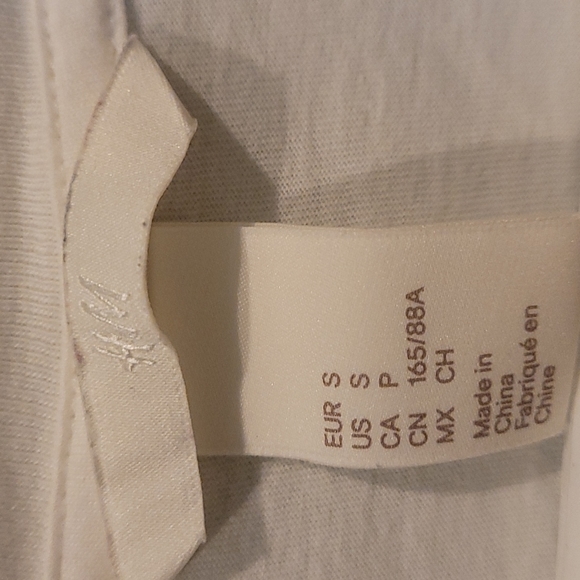 H&M
EUR S
US S
CA P
CN 165/88A
MX CH
Made in
China
Fabriqué en
Chine